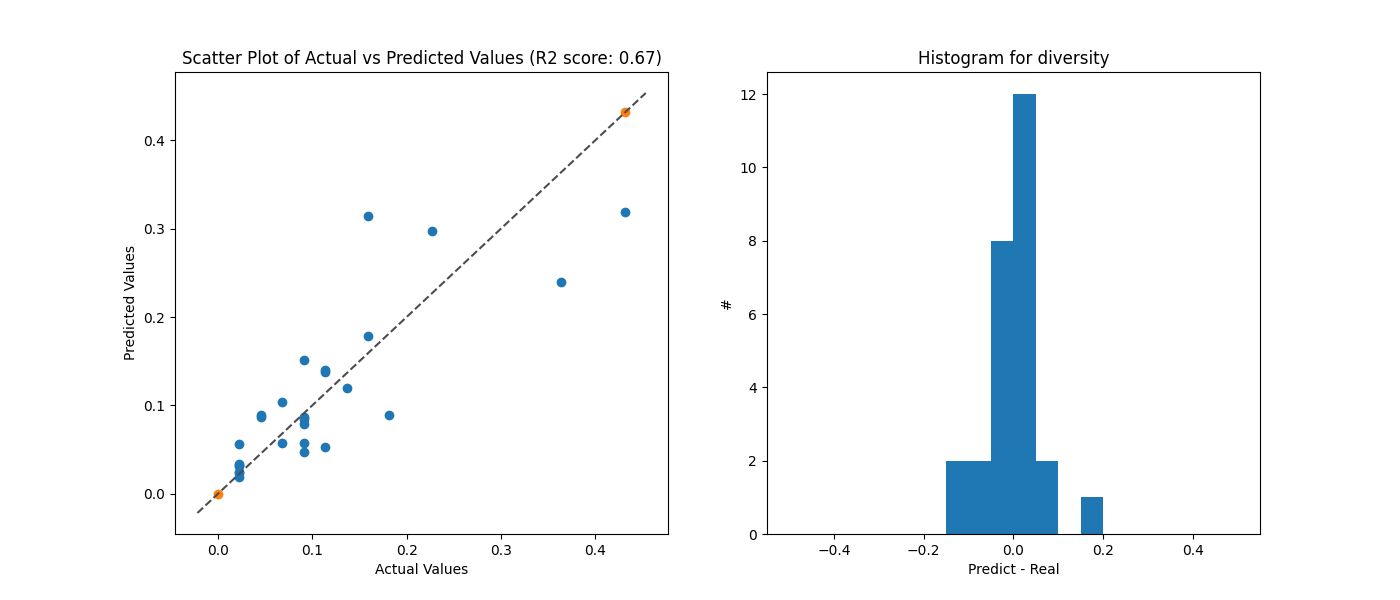 Scatter Plot of Actual vs Predicted Values (R2 score: 0.67)
Predicted Values
0.4
0.3
0.2
0.1
0.0
0.0 0.1 0.2 0.3 0.4
Actual Values
Histogram for diversity
#
12
10
8
6
4
2
0
−0.4 −0.2 0.0 0.2 0.4
Predict - Real